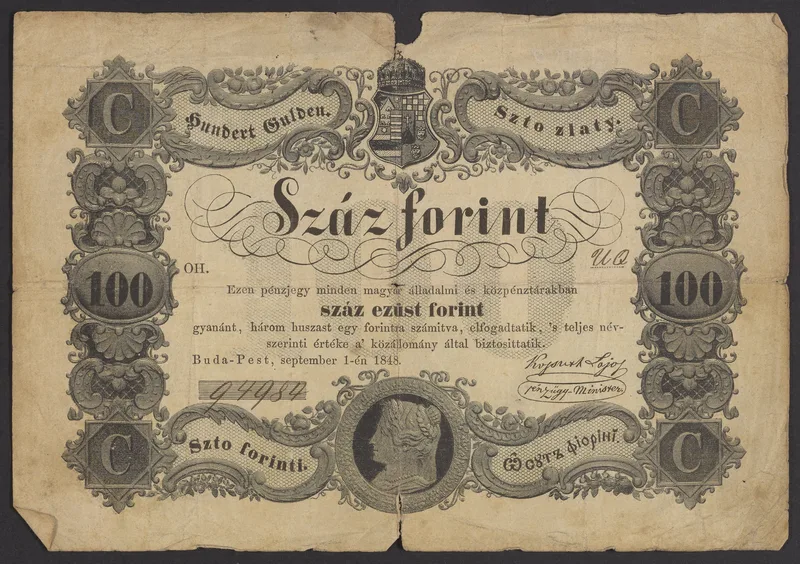 C
Hundert Gulden.
Szto zlaty.
C
Száz forint
OH.
100
100
Ezen pénzjegy minden magyar álladalmi és közpénztárakban
száz ezüst forint
gyanánt, három huszast egy forintra számítva, elfogadtatik, 's teljes név-
szerinti értéke a' közállomány által biztosittatik.
Buda-Pest, september 1-én 1848.
Kossuth Lajos
pénzügy-Minister
94984
C
Szto forinti.
C